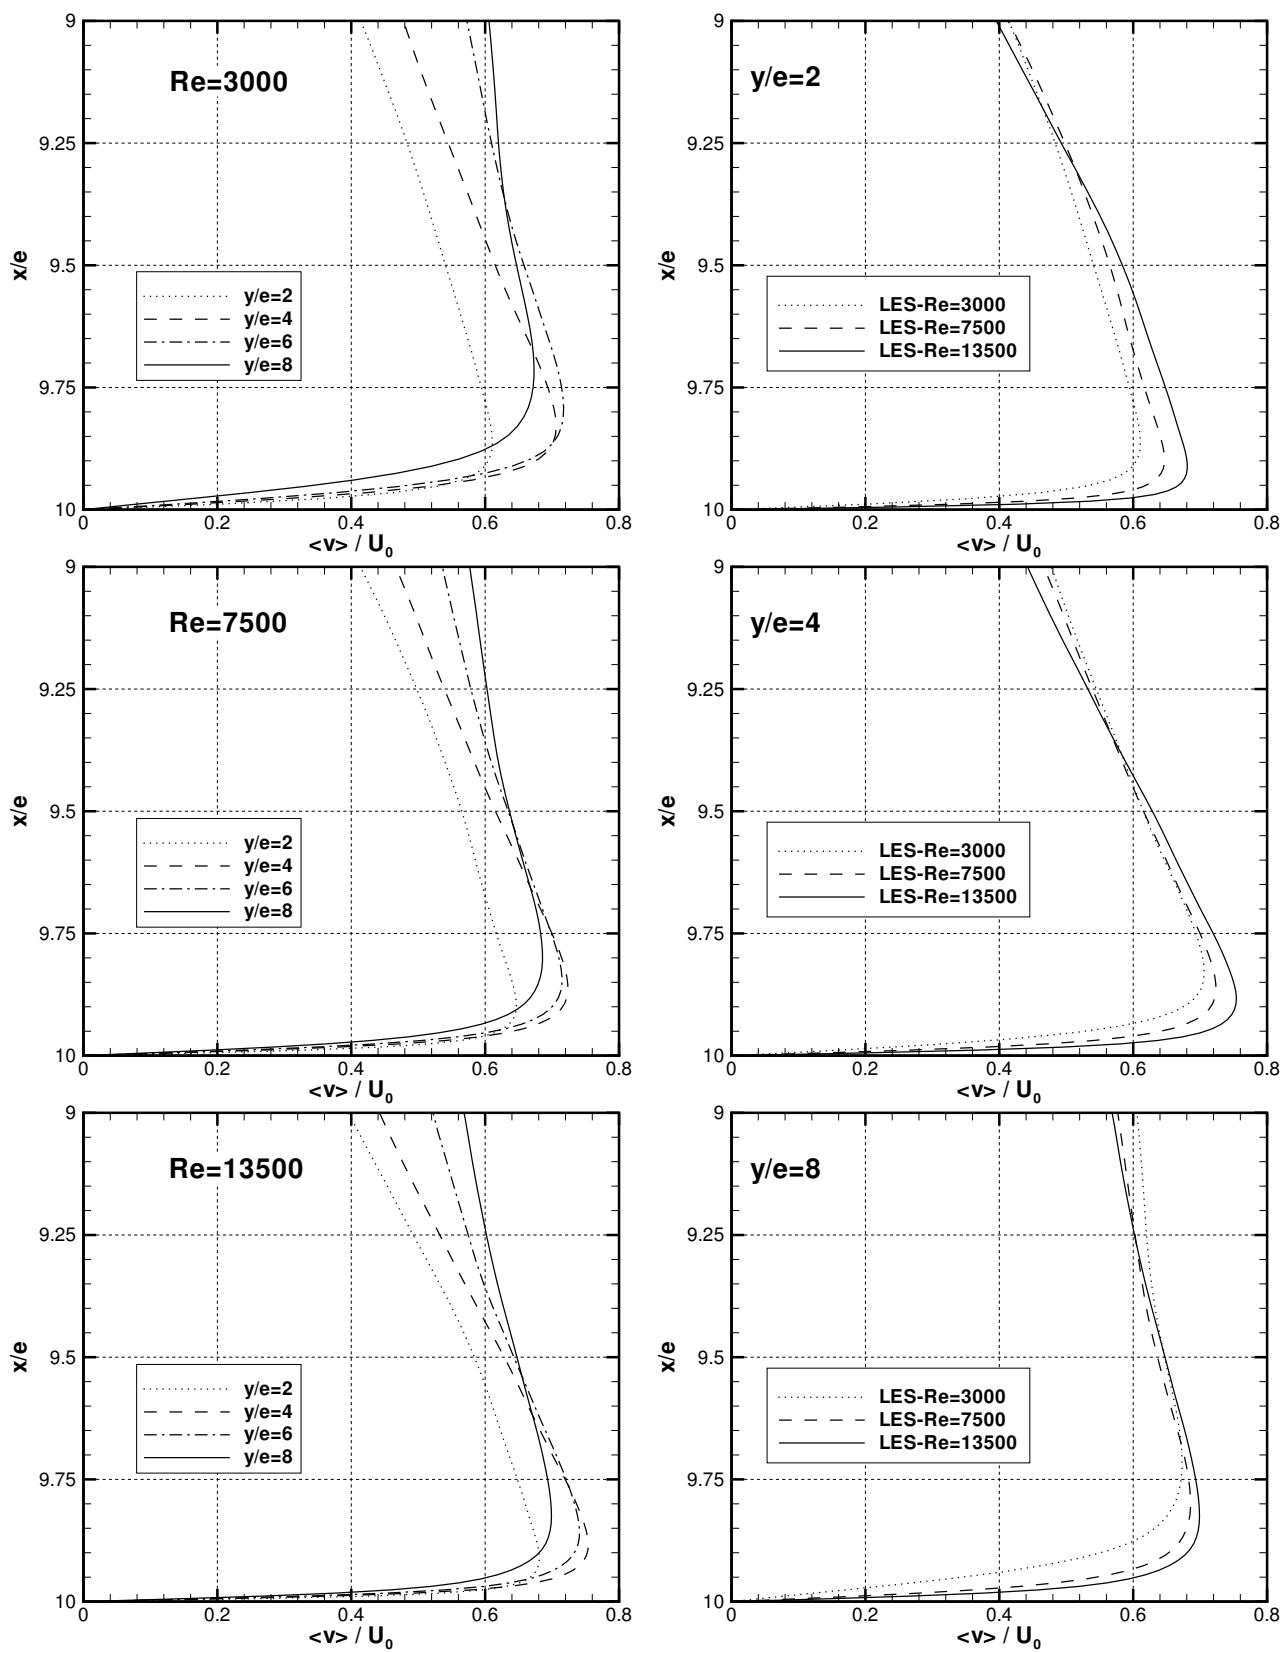 9
9.25
9.5
9.75
10
x/e
Re=3000
y/e=2
y/e=4
y/e=6
y/e=8
0
0.2
0.4
0.6
0.8
<v> / U₀
9
9.25
9.5
9.75
10
x/e
y/e=2
LES-Re=3000
LES-Re=7500
LES-Re=13500
0
0.2
0.4
0.6
0.8
<v> / U₀
9
9.25
9.5
9.75
10
x/e
Re=7500
y/e=2
y/e=4
y/e=6
y/e=8
0
0.2
0.4
0.6
0.8
<v> / U₀
9
9.25
9.5
9.75
10
x/e
y/e=4
LES-Re=3000
LES-Re=7500
LES-Re=13500
0
0.2
0.4
0.6
0.8
<v> / U₀
9
9.25
9.5
9.75
10
x/e
Re=13500
y/e=2
y/e=4
y/e=6
y/e=8
0
0.2
0.4
0.6
0.8
<v> / U₀
9
9.25
9.5
9.75
10
x/e
y/e=8
LES-Re=3000
LES-Re=7500
LES-Re=13500
0
0.2
0.4
0.6
0.8
<v> / U₀